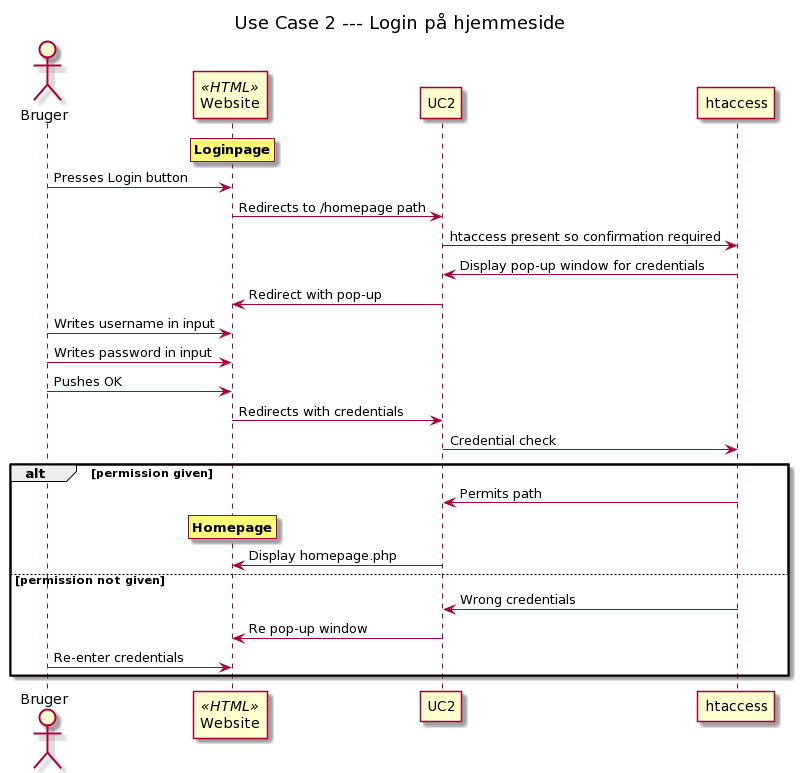 Use Case 2 --- Login på hjemmeside
Bruger
«HTML»
Website
UC2
htaccess
Loginpage
Presses Login button
Redirects to /homepage path
htaccess present so confirmation required
Display pop-up window for credentials
Redirect with pop-up
Writes username in input
Writes password in input
Pushes OK
Redirects with credentials
Credential check
alt [permission given]
Permits path
Homepage
Display homepage.php
[permission not given]
Wrong credentials
Re pop-up window
Re-enter credentials
Bruger
«HTML»
Website
UC2
htaccess